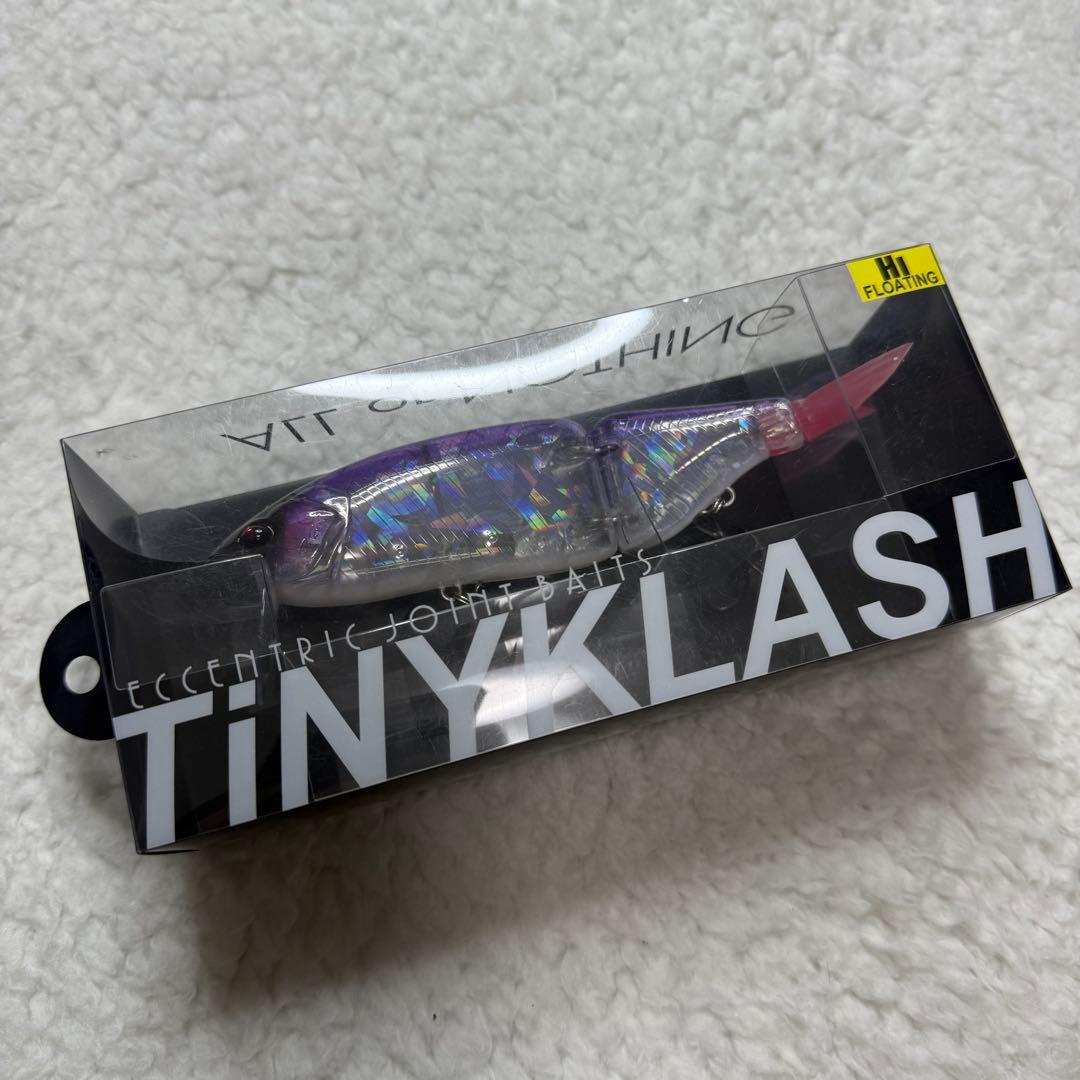 HI
FLOATING
ALL OR NOTHING
ECCENTRIC JOINT BAITS
TiNYKLASH